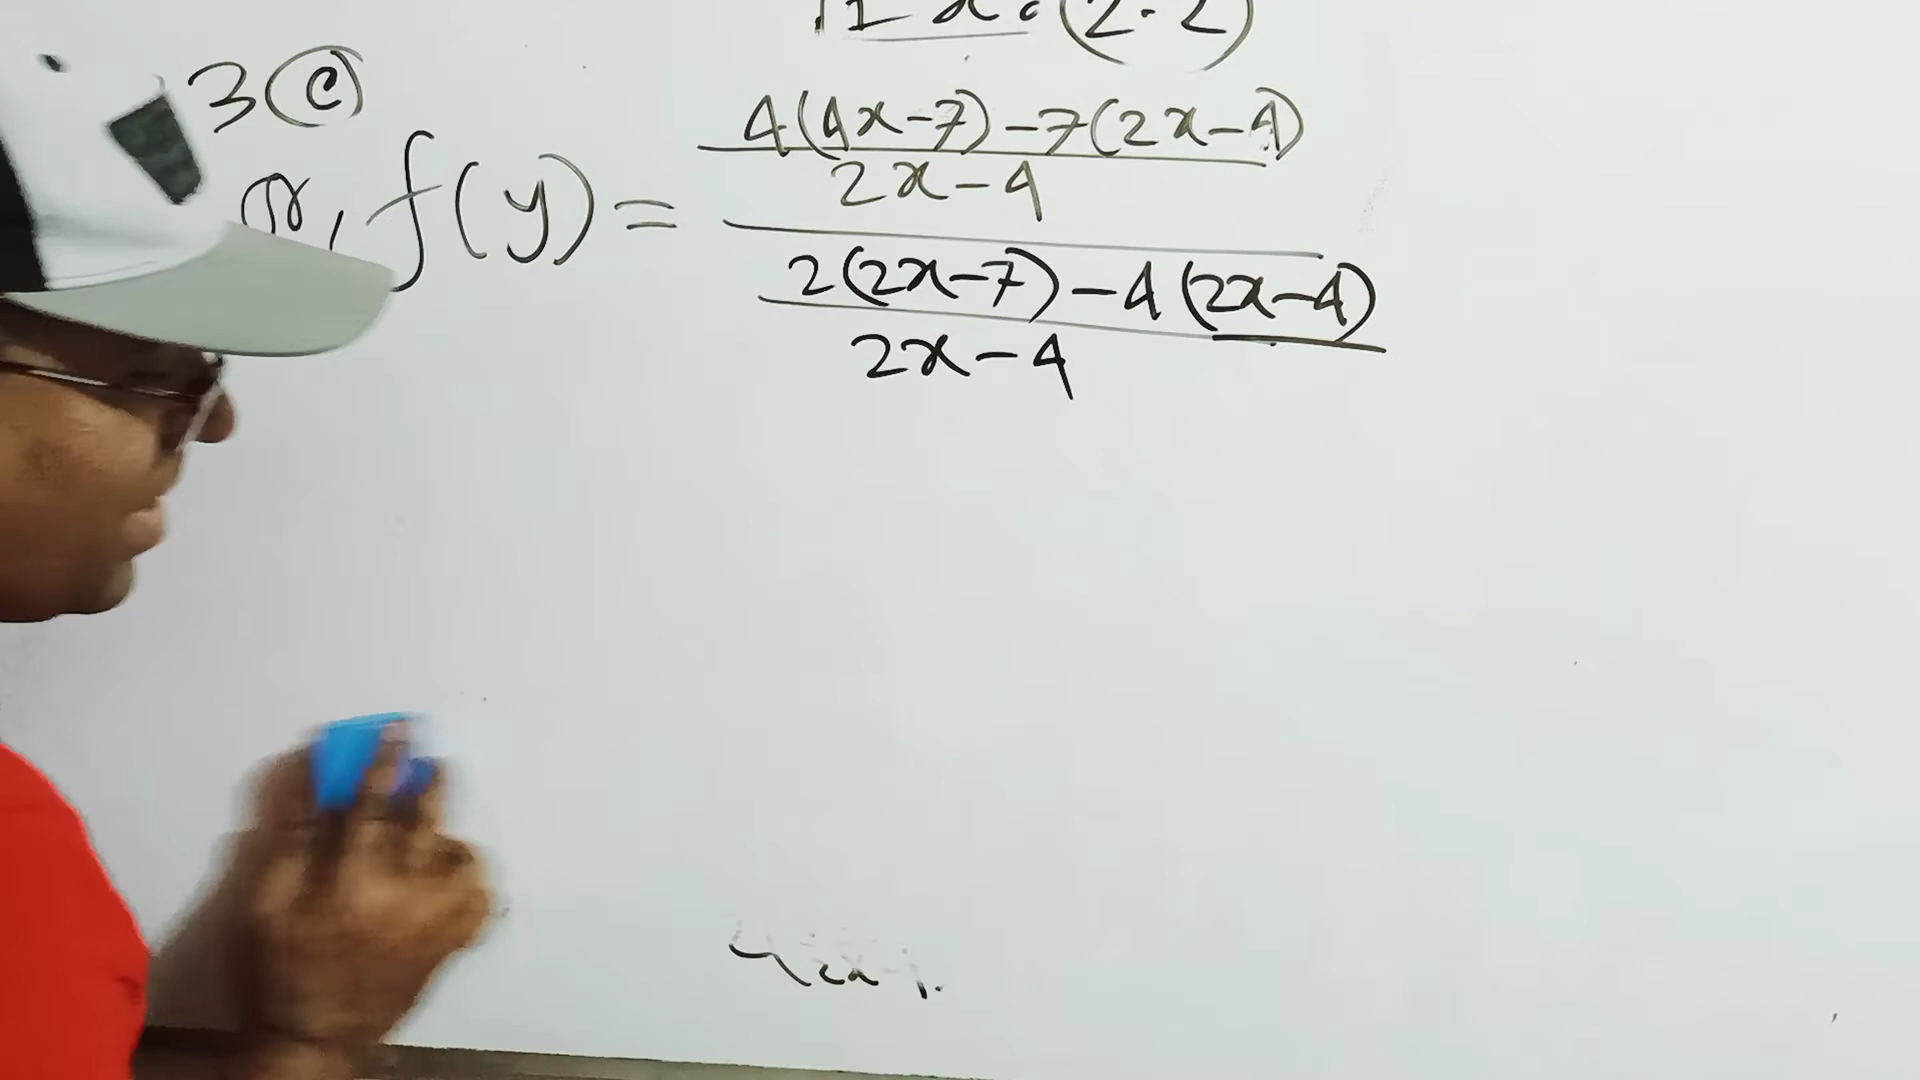 3 (c)
f(y) = 4(4x-7)-7(2x-4)
2x-4
2(2x-7)-4(2x-4)
2x-4